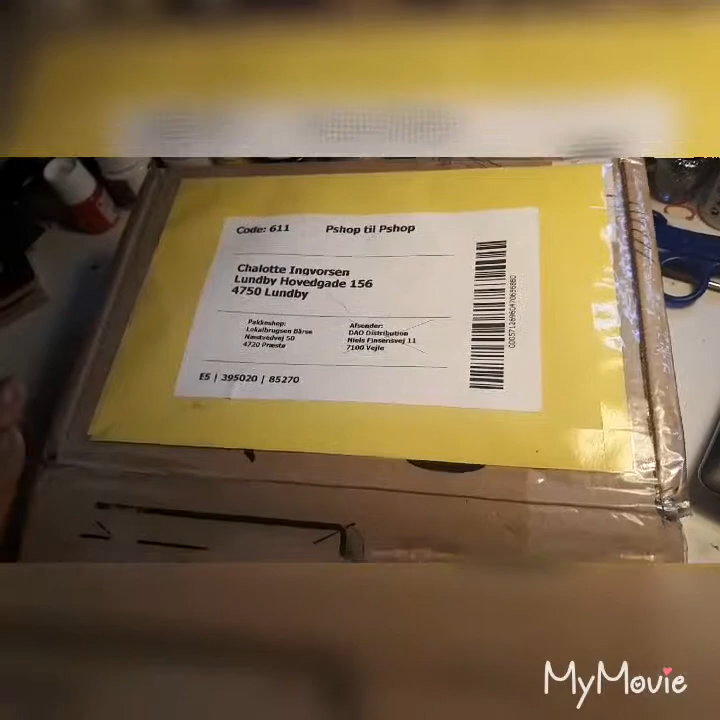 Code: 611 Pshop til Pshop
Chalotte Ingvorsen
Lundby Hovedgade 156
4750 Lundby
Pakkeshop:
Lokalbrugsen Bårse
Næstvedvej 50
4720 Præstø
Afsender:
DAO Distribution
Niels Finsensvej 11
7100 Vejle
ES | 395020 | 85270
MyMovie